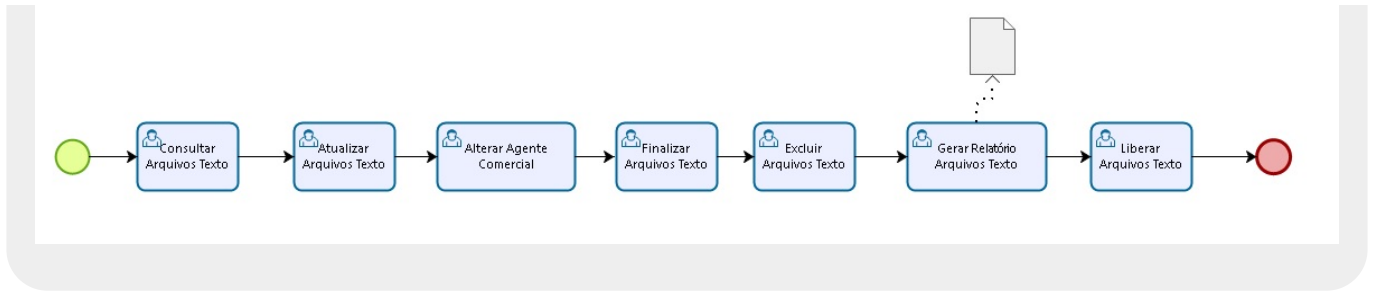 Consultar
Arquivos Texto
Atualizar
Arquivos Texto
Alterar Agente
Comercial
Finalizar
Arquivos Texto
Excluir
Arquivos Texto
Gerar Relatório
Arquivos Texto
Liberar
Arquivos Texto